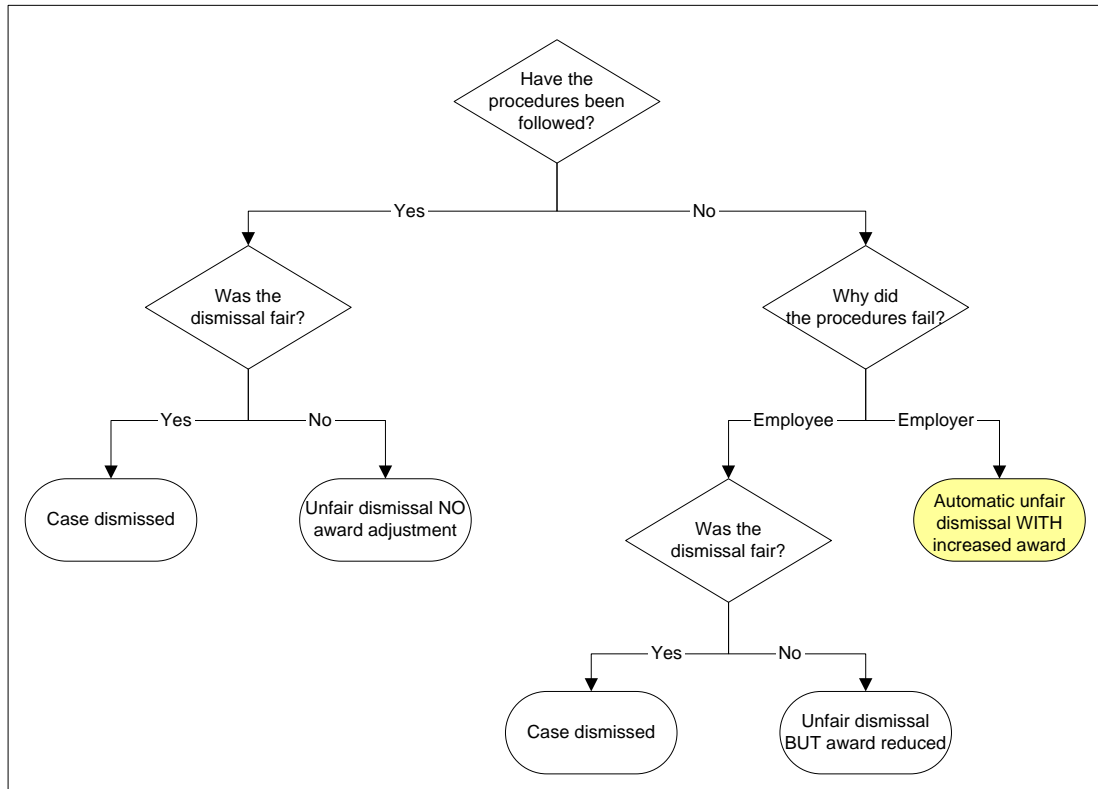 Have the
procedures been
followed?
Yes
No
Was the
dismissal fair?
Why did
the procedures fail?
Yes
No
Employee
Employer
Case dismissed
Unfair dismissal NO
award adjustment
Was the
dismissal fair?
Automatic unfair
dismissal WITH
increased award
Yes
No
Case dismissed
Unfair dismissal
BUT award reduced